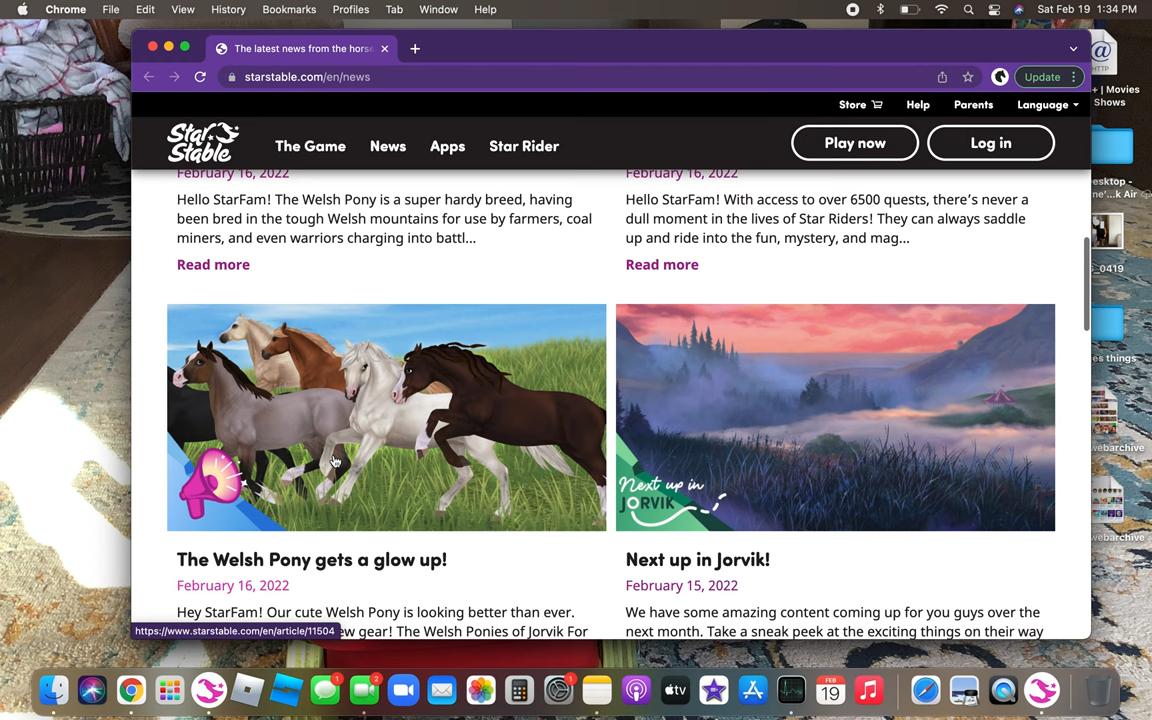 Chrome File Edit View History Bookmarks Profiles Tab Window Help Sat Feb 19 1:34 PM
The latest news from the horse
starstable.com/en/news Update
Store Help Parents Language
Star Stable The Game News Apps Star Rider Play now Log in
February 16, 2022
Hello StarFam! The Welsh Pony is a super hardy breed, having
been bred in the tough Welsh mountains for use by farmers, coal
miners, and even warriors charging into battl...
Read more
February 16, 2022
Hello StarFam! With access to over 6500 quests, there's never a
dull moment in the lives of Star Riders! They can always saddle
up and ride into the fun, mystery, and mag...
Read more
Next up in
JORVIK
The Welsh Pony gets a glow up!
February 16, 2022
Hey StarFam! Our cute Welsh Pony is looking better than ever.
ew gear! The Welsh Ponies of Jorvik For
Next up in Jorvik!
February 15, 2022
We have some amazing content coming up for you guys over the
next month. Take a sneak peek at the exciting things on their way
https://www.starstable.com/en/article/11504
HTTP
+ | Movies
Shows
esktop -
ne'...k Air
_0419
es things
webarchive
webarchive
1
2
tv
1
FEB
19